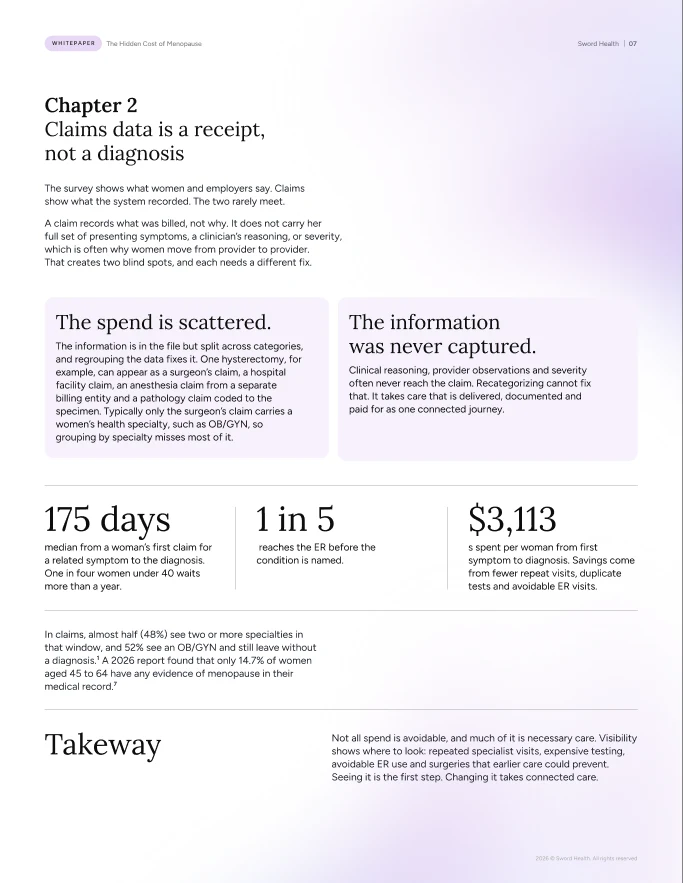 WHITEPAPER The Hidden Cost of Menopause
Sword Health | 07
Chapter 2
Claims data is a receipt,
not a diagnosis
The survey shows what women and employers say. Claims
show what the system recorded. The two rarely meet.
A claim records what was billed, not why. It does not carry her
full set of presenting symptoms, a clinician's reasoning, or severity,
which is often why women move from provider to provider.
That creates two blind spots, and each needs a different fix.
The spend is scattered.
The information is in the file but split across categories,
and regrouping the data fixes it. One hysterectomy, for
example, can appear as a surgeon's claim, a hospital
facility claim, an anesthesia claim from a separate
billing entity and a pathology claim coded to the
specimen. Typically only the surgeon's claim carries a
women's health specialty, such as OB/GYN, so
grouping by specialty misses most of it.
The information
was never captured.
Clinical reasoning, provider observations and severity
often never reach the claim. Recategorizing cannot fix
that. It takes care that is delivered, documented and
paid for as one connected journey.
175 days
median from a woman's first claim for
a related symptom to the diagnosis.
One in four women under 40 waits
more than a year.
1 in 5
reaches the ER before the
condition is named.
$3,113
s spent per woman from first
symptom to diagnosis. Savings come
from fewer repeat visits, duplicate
tests and avoidable ER visits.
In claims, almost half (48%) see two or more specialties in
that window, and 52% see an OB/GYN and still leave without
a diagnosis.¹ A 2026 report found that only 14.7% of women
aged 45 to 64 have any evidence of menopause in their
medical record.⁷
Takeway
Not all spend is avoidable, and much of it is necessary care. Visibility
shows where to look: repeated specialist visits, expensive testing,
avoidable ER use and surgeries that earlier care could prevent.
Seeing it is the first step. Changing it takes connected care.
2026 © Sword Health. All rights reserved